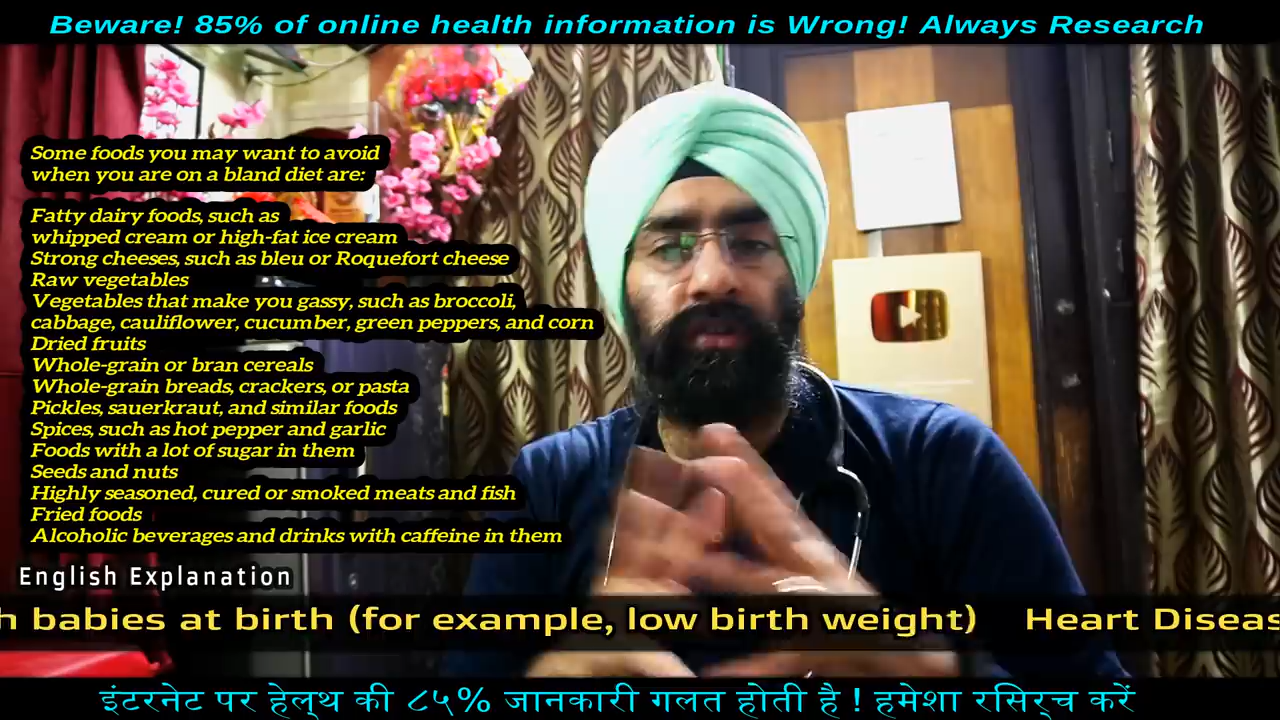 Beware! 85% of online health information is Wrong! Always Research
Some foods you may want to avoid
when you are on a bland diet are:
Fatty dairy foods, such as
whipped cream or high-fat ice cream
Strong cheeses, such as bleu or Roquefort cheese
Raw vegetables
Vegetables that make you gassy, such as broccoli,
cabbage, cauliflower, cucumber, green peppers, and corn
Dried fruits
Whole-grain or bran cereals
Whole-grain breads, crackers, or pasta
Pickles, sauerkraut, and similar foods
Spices, such as hot pepper and garlic
Foods with a lot of sugar in them
Seeds and nuts
Highly seasoned, cured or smoked meats and fish
Fried foods
Alcoholic beverages and drinks with caffeine in them
English Explanation
h babies at birth (for example, low birth weight) Heart Diseas
इंटरनेट पर हेल्थ की ८५% जानकारी गलत होती है ! हमेशा रसिर्च करें